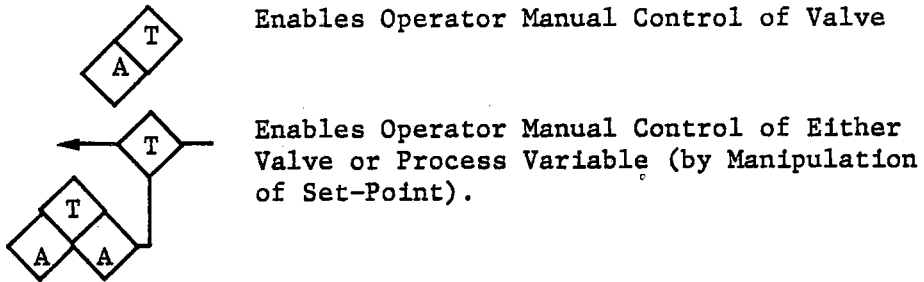 T
A
Enables Operator Manual Control of Valve
T
Enables Operator Manual Control of Either
Valve or Process Variable (by Manipulation
of Set-Point).
T
A A